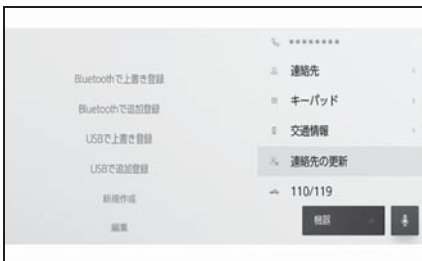 Bluetoothで上書き登録
Bluetoothで追加登録
USBで上書き登録
USBで追加登録
新規作成
編集
********
連絡先
キーパッド
交通情報
連絡先の更新
110/119
機器